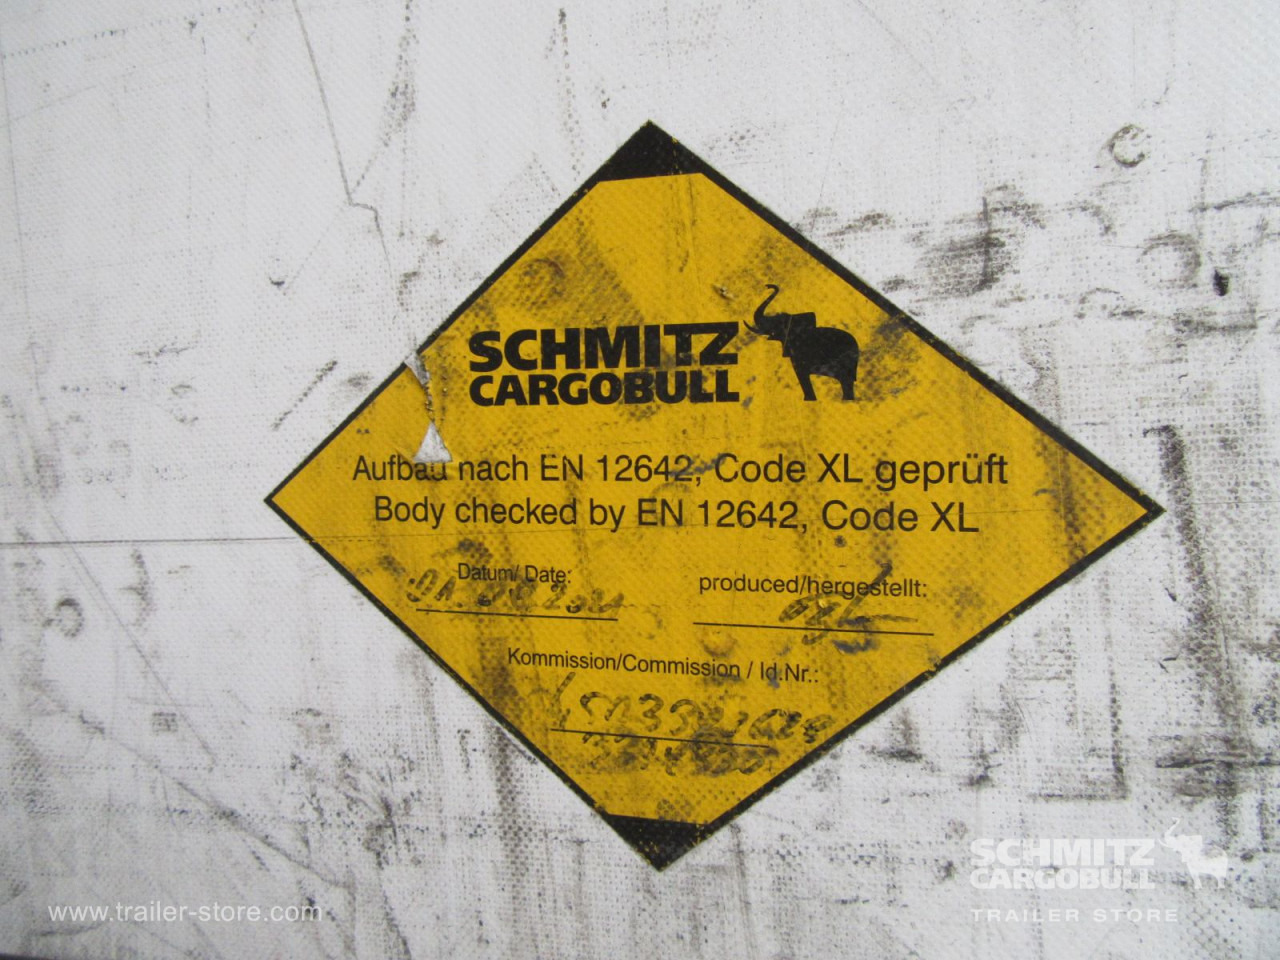 SCHMITZ
CARGOBULL
Aufbau nach EN 12642, Code XL geprüft
Body checked by EN 12642, Code XL
Datum/ Date:
produced/hergestellt:
Kommission/Commission / Id.Nr.:
SCHMITZ
CARGOBULL
TRAILER STORE
www.trailer-store.com